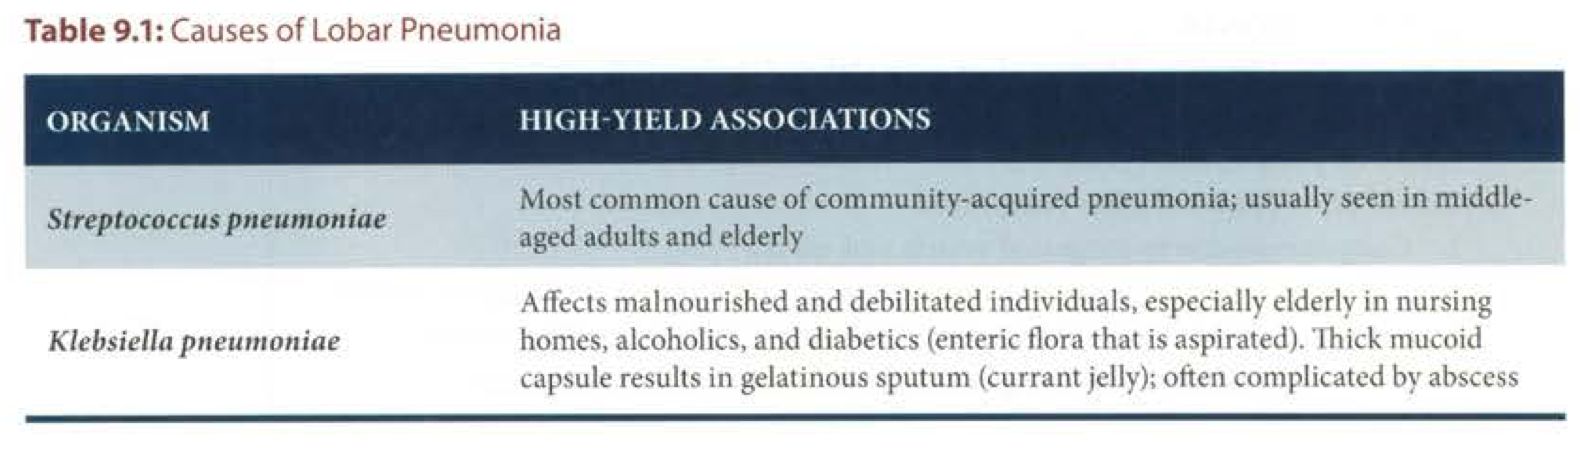 Table 9.1: Causes of Lobar Pneumonia
ORGANISM
HIGH-YIELD ASSOCIATIONS
Streptococcus pneumoniae
Most common cause of community-acquired pneumonia; usually seen in middle-
aged adults and elderly
Klebsiella pneumoniae
Affects malnourished and debilitated individuals, especially elderly in nursing
homes, alcoholics, and diabetics (enteric flora that is aspirated). Thick mucoid
capsule results in gelatinous sputum (currant jelly); often complicated by abscess